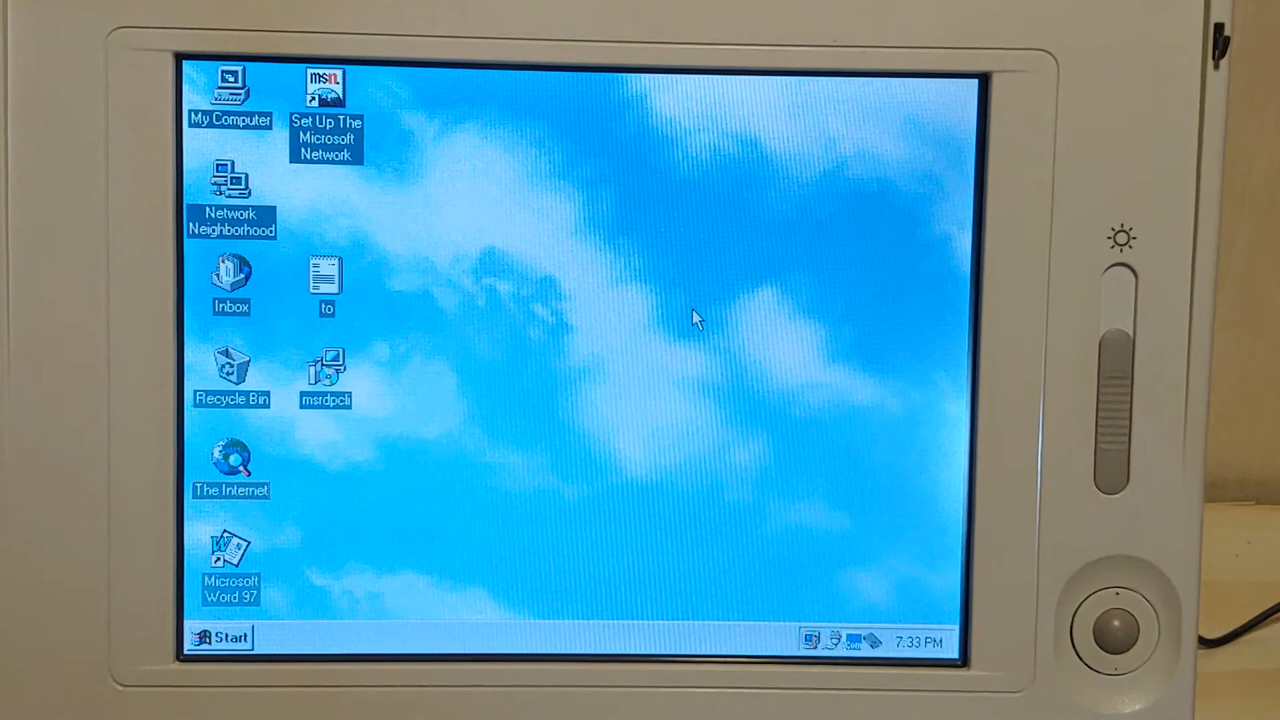 My Computer
msn
Set Up The
Microsoft
Network
Network
Neighborhood
Inbox
to
Recycle Bin
msrdpcli
The Internet
W
Microsoft
Word 97
Start
7:33 PM